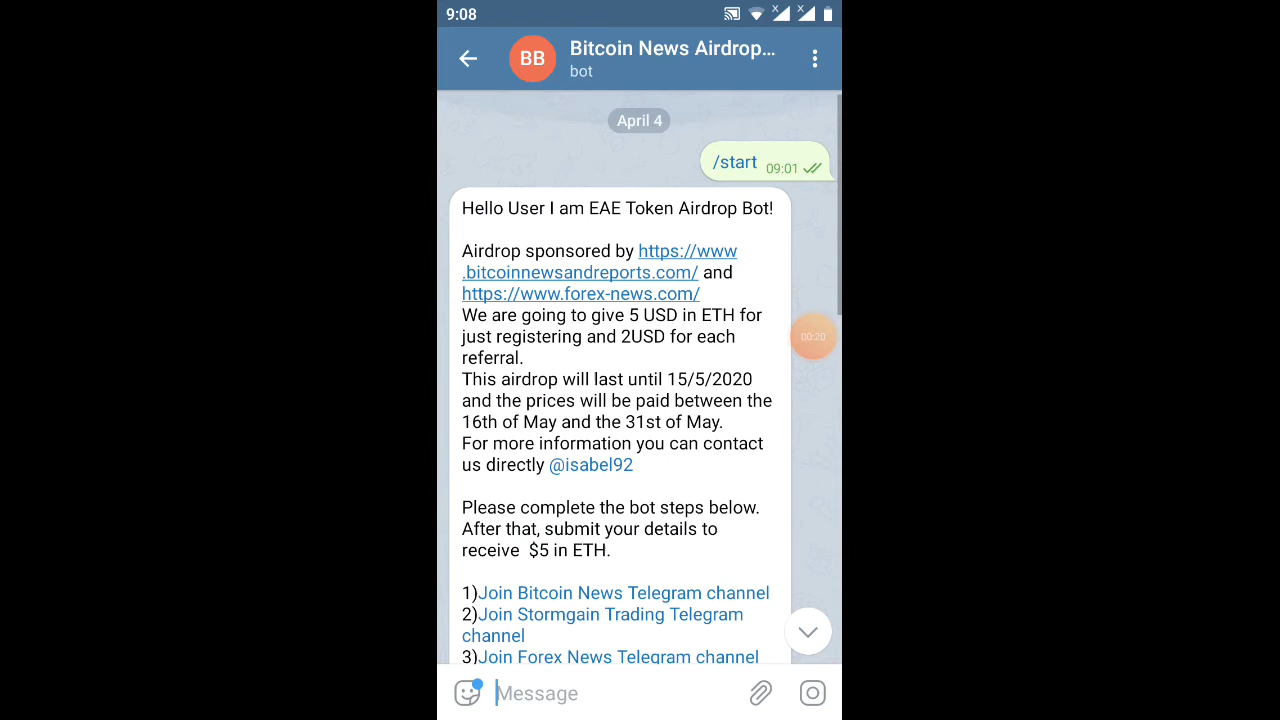 9:08
BB
Bitcoin News Airdrop...
bot
April 4
/start 09:01
Hello User I am EAE Token Airdrop Bot!
Airdrop sponsored by https://www
.bitcoinnewsandreports.com/ and
https://www.forex-news.com/
We are going to give 5 USD in ETH for
just registering and 2USD for each
referral.
00:20
This airdrop will last until 15/5/2020
and the prices will be paid between the
16th of May and the 31st of May.
For more information you can contact
us directly @isabel92
Please complete the bot steps below.
After that, submit your details to
receive  $5 in ETH.
1)Join Bitcoin News Telegram channel
2)Join Stormgain Trading Telegram
channel
3)Join Forex News Telegram channel
Message